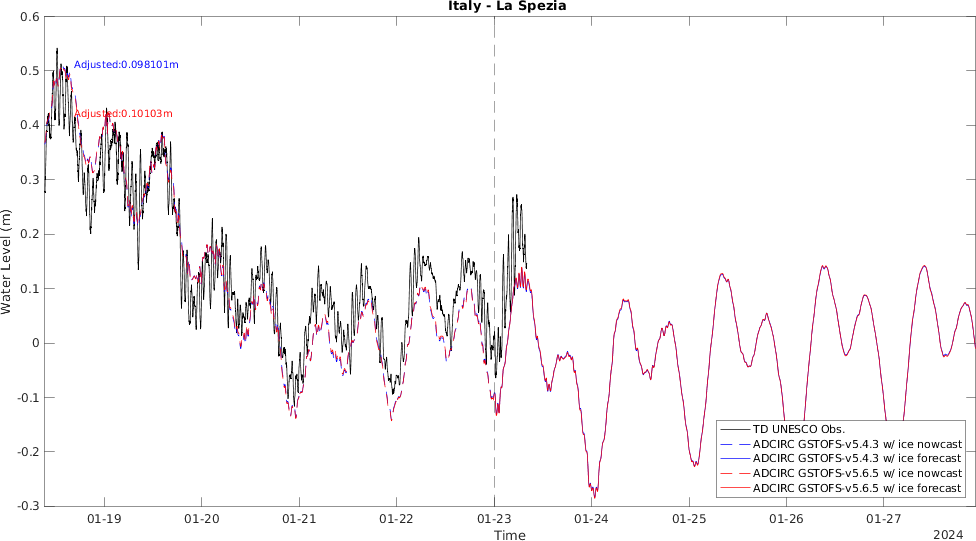 Italy - La Spezia
0.6
0.5
0.4
0.3
0.2
0.1
0
-0.1
-0.2
-0.3
Water Level (m)
Adjusted:0.098101m
Adjusted:0.10103m
TD UNESCO Obs.
ADCIRC GSTOFS-v5.4.3 w/ ice nowcast
ADCIRC GSTOFS-v5.4.3 w/ ice forecast
ADCIRC GSTOFS-v5.6.5 w/ ice nowcast
ADCIRC GSTOFS-v5.6.5 w/ ice forecast
01-19 01-20 01-21 01-22 01-23 01-24 01-25 01-26 01-27
Time
2024